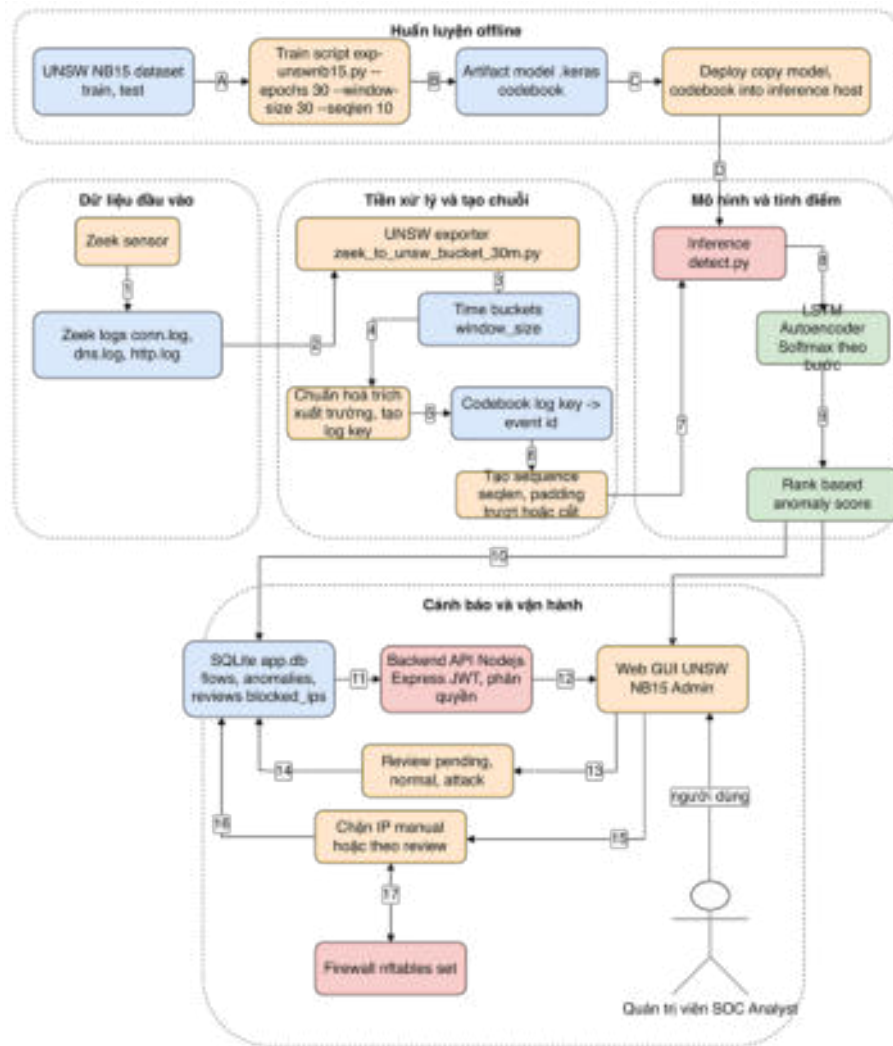 Huấn luyện offline
UNSW NB15 dataset
train, test
A
Train script exp-
unswnb15.py --
epochs 30 --window-
size 30 --seqlen 10
B
Artifact model .keras
codebook
C
Deploy copy model,
codebook into inference host
D
Dữ liệu đầu vào
Zeek sensor
1
Zeek logs conn.log,
dns.log, http.log
2
Tiền xử lý và tạo chuỗi
UNSW exporter
zeek_to_unsw_bucket_30m.py
3
Time buckets
window_size
4
Chuẩn hoá trích
xuất trường, tạo
log key
5
Codebook log key ->
event id
6
Tạo sequence
seqlen, padding
trượt hoặc cắt
7
Mô hình và tính điểm
Inference
detect.py
8
LSTM
Autoencoder
Softmax theo
bước
9
Rank based
anomaly score
10
Cảnh báo và vận hành
SQLite app.db
flows, anomalies,
reviews blocked_ips
11
Backend API Nodejs
Express JWT, phân
quyền
12
Web GUI UNSW
NB15 Admin
13
Review pending,
normal, attack
14
15
Chặn IP manual
hoặc theo review
16
17
Firewall nftables set
người dùng
Quản trị viên SOC Analyst